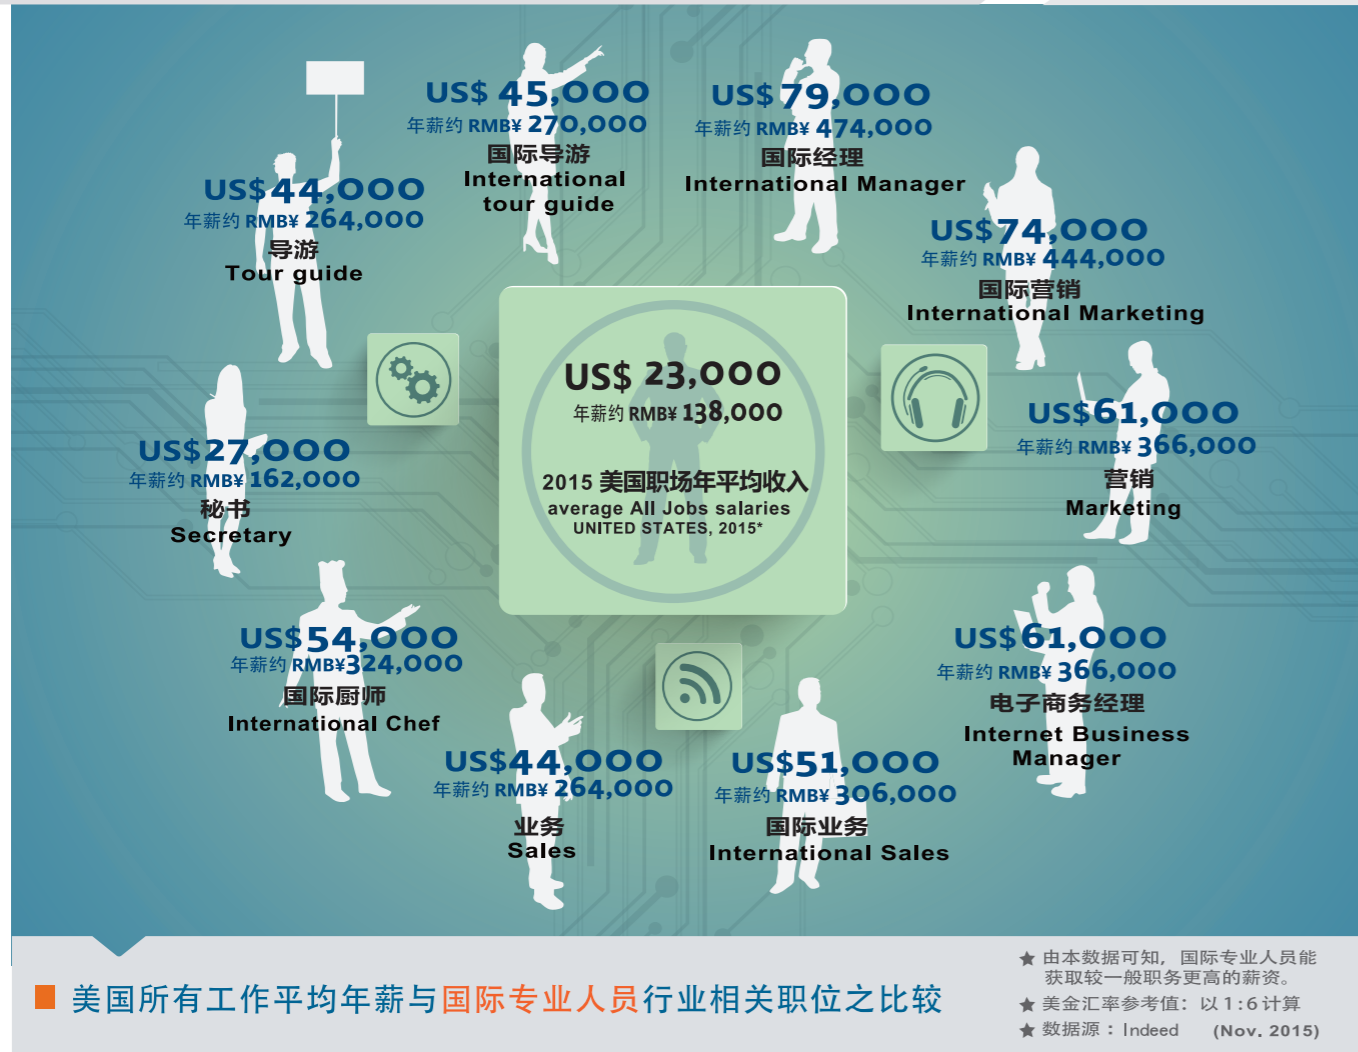 US$ 45,000
年薪约 RMB¥ 270,000
国际导游
International
tour guide
US$ 79,000
年薪约 RMB¥ 474,000
国际经理
International Manager
US$ 44,000
年薪约 RMB¥ 264,000
导游
Tour guide
US$ 74,000
年薪约 RMB¥ 444,000
国际营销
International Marketing
US$ 23,000
年薪约 RMB¥ 138,000
2015 美国职场年平均收入
average All Jobs salaries
UNITED STATES, 2015*
US$ 61,000
年薪约 RMB¥ 366,000
营销
Marketing
US$ 27,000
年薪约 RMB¥ 162,000
秘书
Secretary
US$ 54,000
年薪约 RMB¥ 324,000
国际厨师
International Chef
US$ 61,000
年薪约 RMB¥ 366,000
电子商务经理
Internet Business
Manager
US$ 44,000
年薪约 RMB¥ 264,000
业务
Sales
US$ 51,000
年薪约 RMB¥ 306,000
国际业务
International Sales
美国所有工作平均年薪与国际专业人员行业相关职位之比较
★ 由本数据可知，国际专业人员能
获取较一般职务更高的薪资。
★ 美金汇率参考值：以 1:6 计算
★ 数据源：Indeed (Nov. 2015)